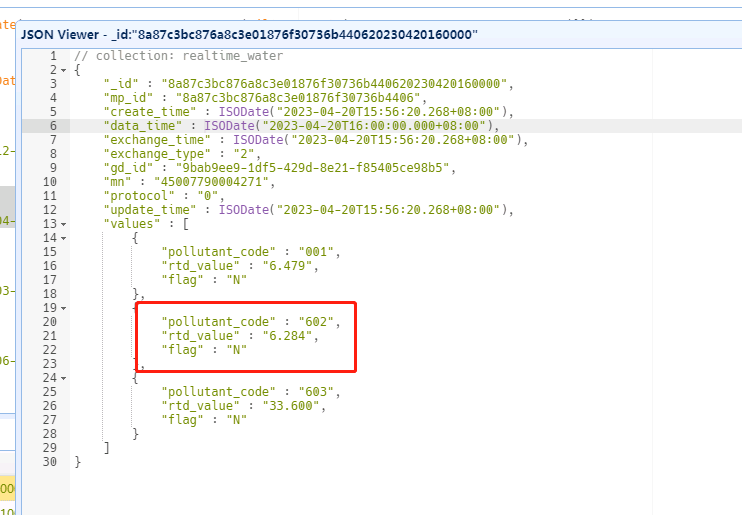 JSON Viewer - _id:"8a87c3bc876a8c3e01876f30736b440620230420160000"
1 // collection: realtime_water
2 {
3 "_id" : "8a87c3bc876a8c3e01876f30736b440620230420160000",
4 "mp_id" : "8a87c3bc876a8c3e01876f30736b4406",
5 "create_time" : ISODate("2023-04-20T15:56:20.268+08:00"),
6 "data_time" : ISODate("2023-04-20T16:00:00.000+08:00"),
7 "exchange_time" : ISODate("2023-04-20T15:56:20.268+08:00"),
8 "exchange_type" : "2",
9 "gd_id" : "9bab9ee9-1df5-429d-8e21-f85405ce98b5",
10 "mn" : "45007790004271",
11 "protocol" : "0",
12 "update_time" : ISODate("2023-04-20T15:56:20.268+08:00"),
13 "values" : [
14 {
15 "pollutant_code" : "001",
16 "rtd_value" : "6.479",
17 "flag" : "N"
18 },
19 {
20 "pollutant_code" : "602",
21 "rtd_value" : "6.284",
22 "flag" : "N"
23 },
24 {
25 "pollutant_code" : "603",
26 "rtd_value" : "33.600",
27 "flag" : "N"
28 }
29 ]
30 }